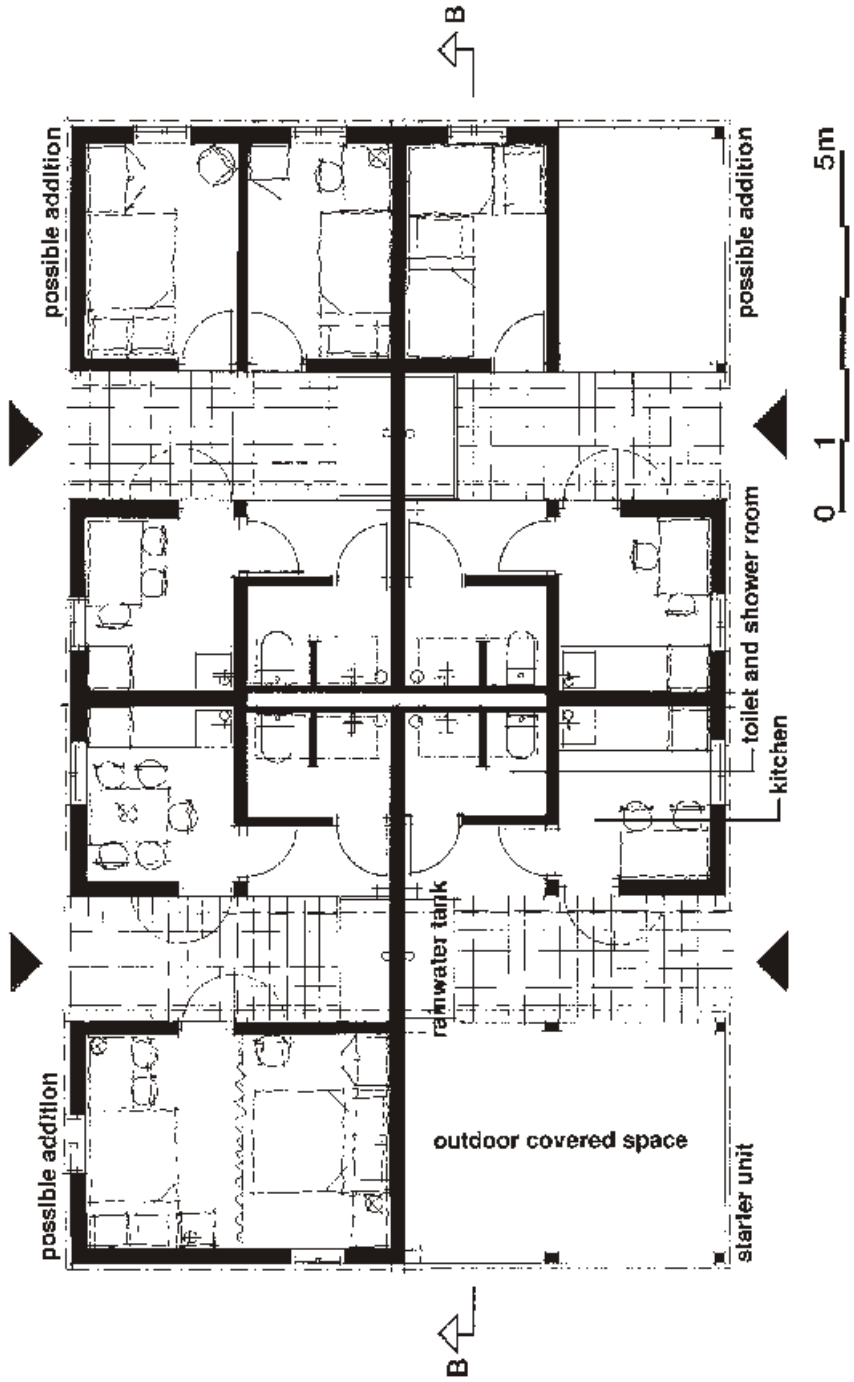 B
possible addition
possible addition
5m
1
0
toilet and shower room
kitchen
rainwater tank
possible addition
outdoor covered space
starter unit
B